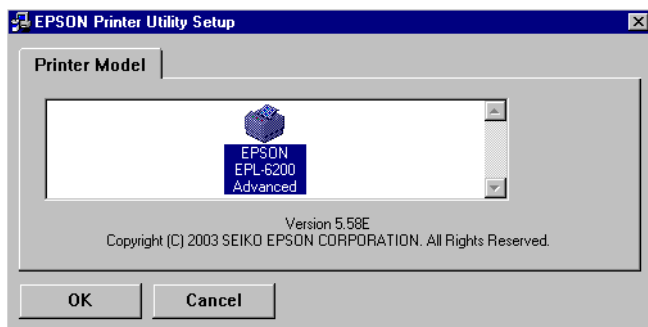 EPSON Printer Utility Setup
Printer Model
EPSON
EPL-6200
Advanced
Version 5.58E
Copyright (C) 2003 SEIKO EPSON CORPORATION. All Rights Reserved.
OK Cancel